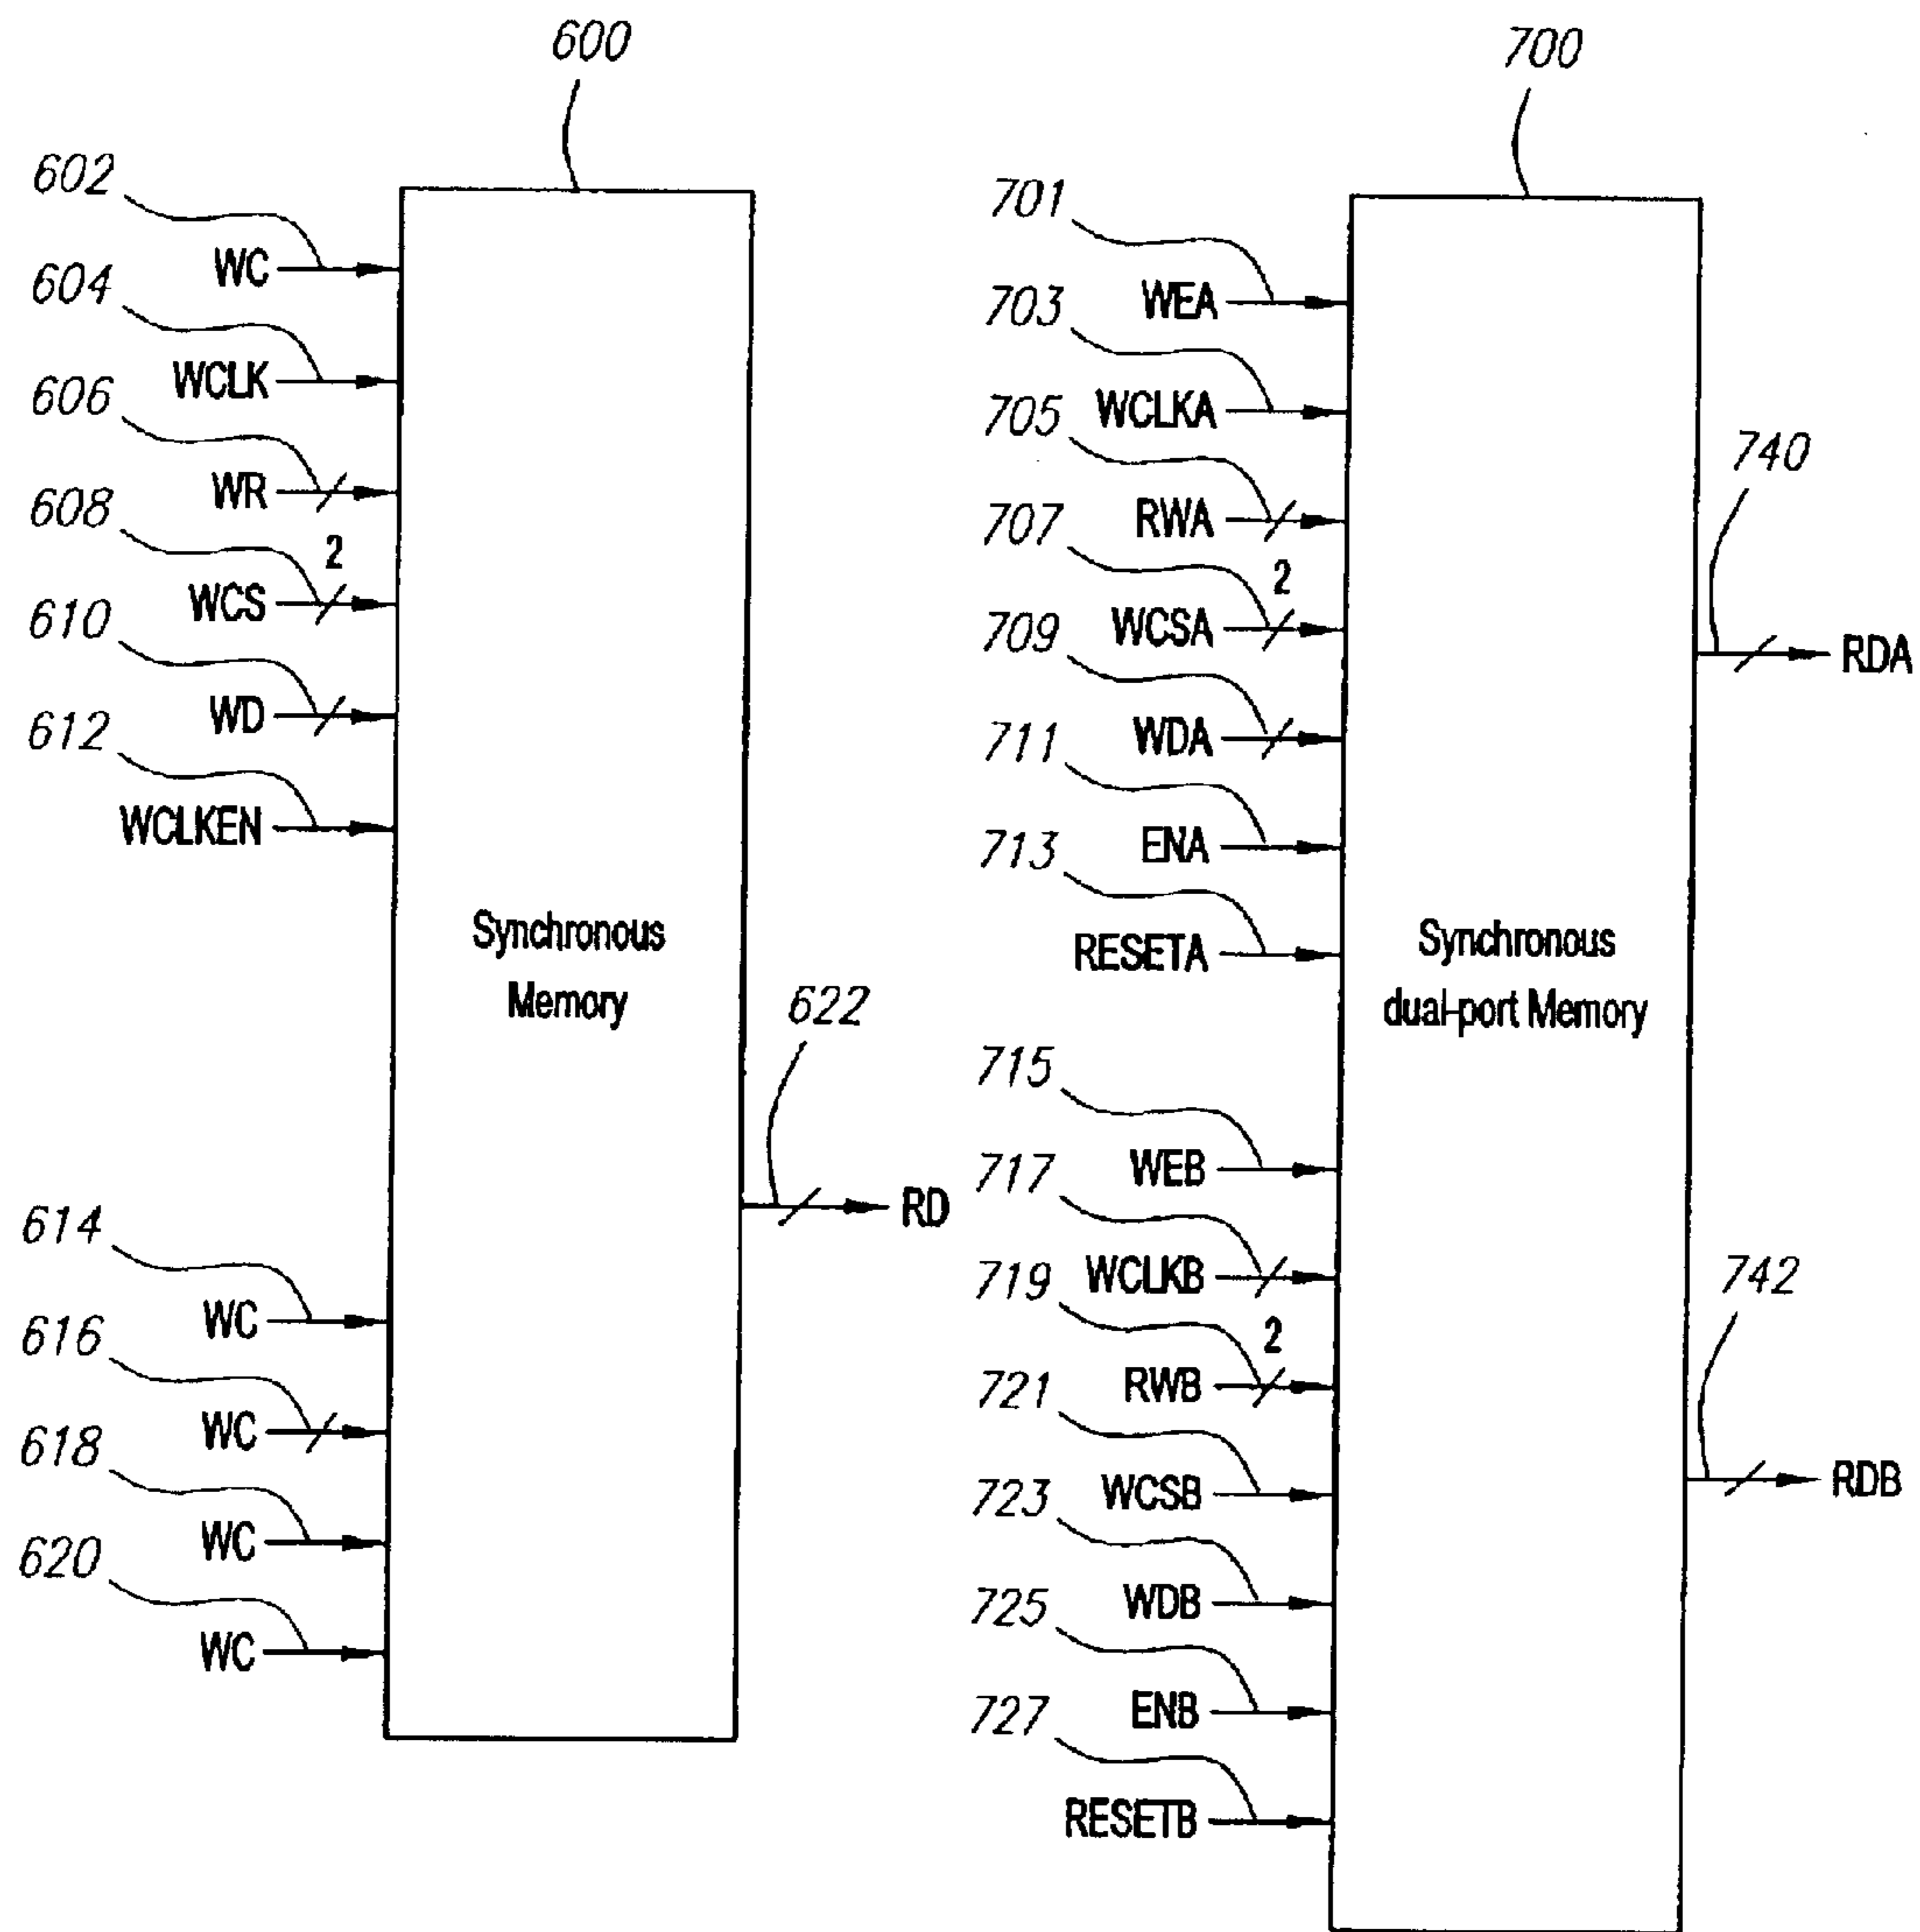 600
602
WC
604
WCLK
606
WR
608
2
WCS
610
WD
612
WCLKEN
Synchronous
Memory
622
RD
614
WC
616
WC
618
WC
620
WC
700
701
WEA
703
WCLKA
705
RWA
707
2
WCSA
709
WDA
711
ENA
713
RESETA
Synchronous
dual-port Memory
740
RDA
715
WEB
717
WCLKB
719
2
RWB
721
WCSB
723
WDB
725
ENB
727
RESETB
742
RDB